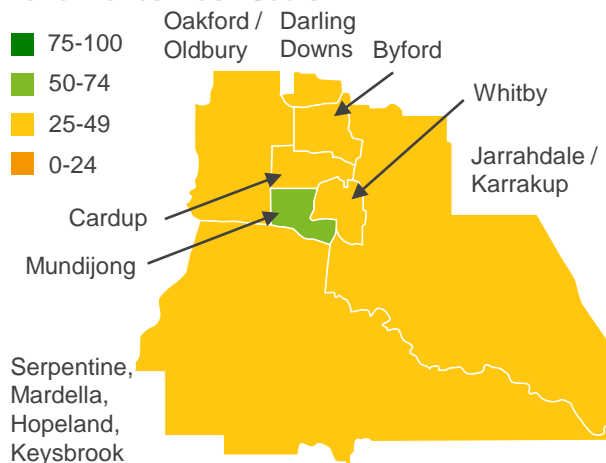 Oakford /
Oldbury
Darling
Downs
Byford
75-100
50-74
25-49
0-24
Whitby
Jarrahdale /
Karrakup
Cardup
Mundijong
Serpentine,
Mardella,
Hopeland,
Keysbrook